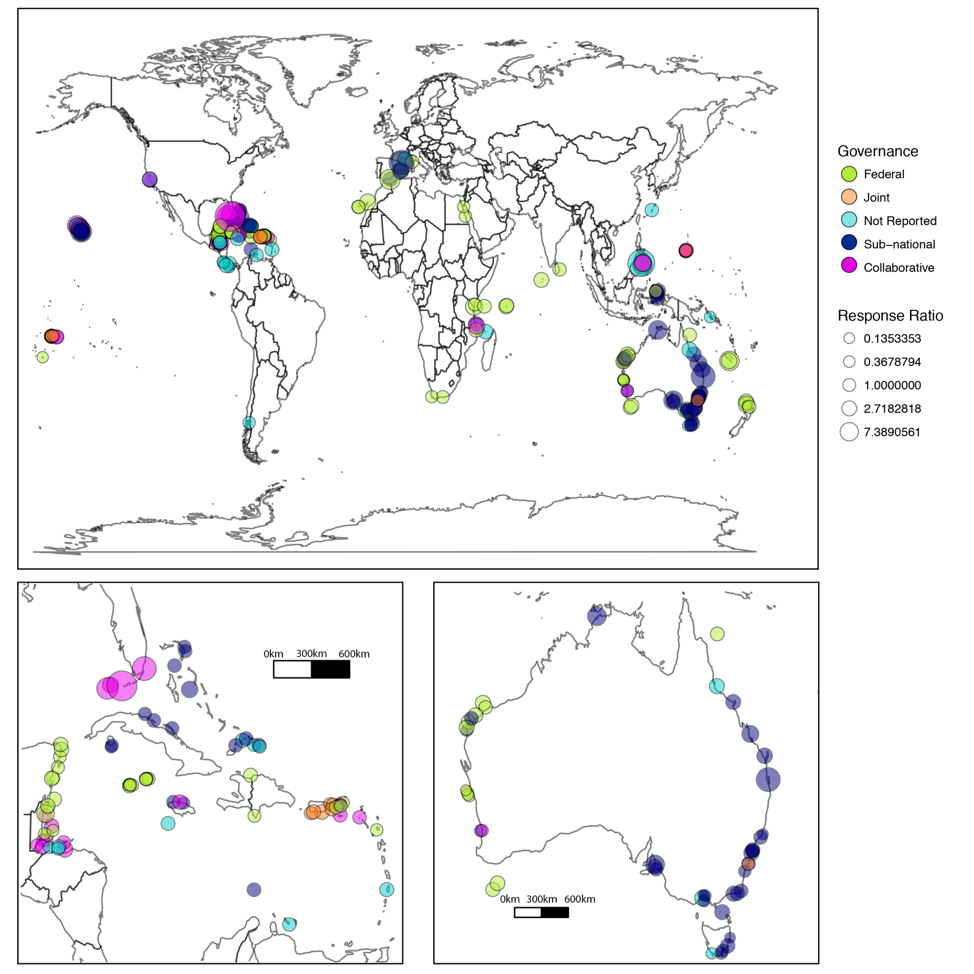 Governance
Federal
Joint
Not Reported
Sub-national
Collaborative
Response Ratio
0.1353353
0.3678794
1.0000000
2.7182818
7.3890561
0km 300km 600km
0km 300km 600km